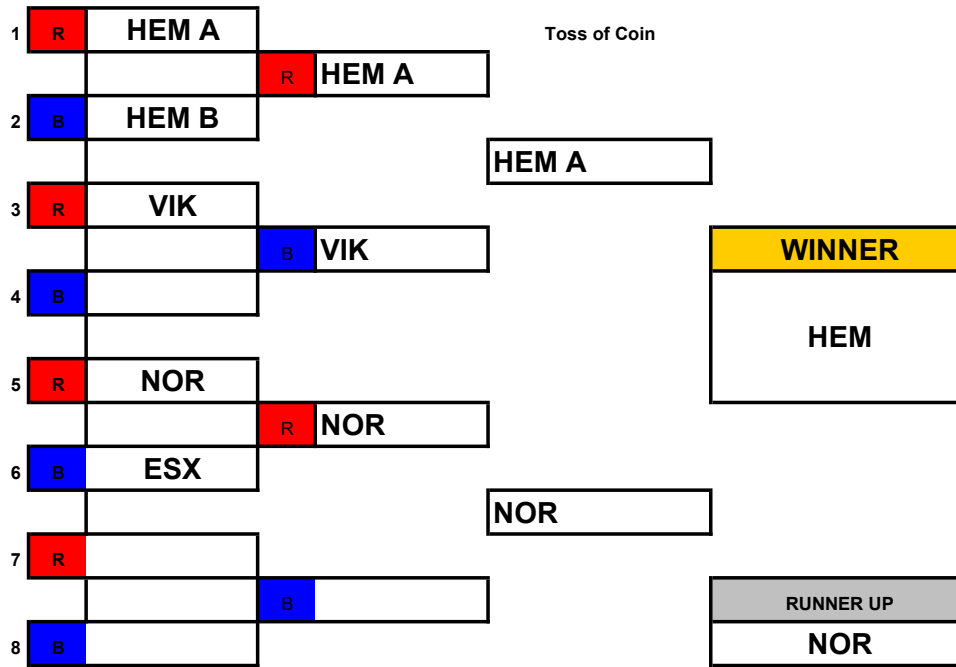 1 R HEM A Toss of Coin
R HEM A
2 B HEM B
HEM A
3 R VIK
B VIK WINNER
4 B
HEM
5 R NOR
R NOR
6 B ESX
NOR
7 R
B RUNNER UP
8 B NOR